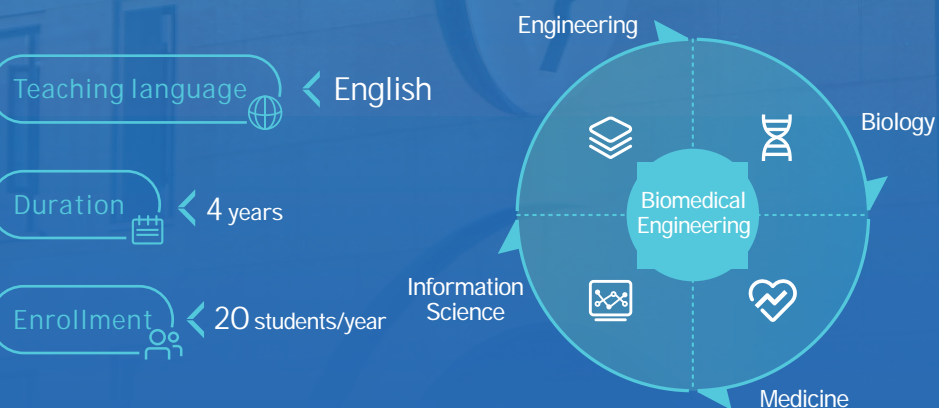 Teaching language
English
Duration
4 years
Enrollment
20 students/year
Engineering
Biology
Biomedical
Engineering
Information
Science
Medicine